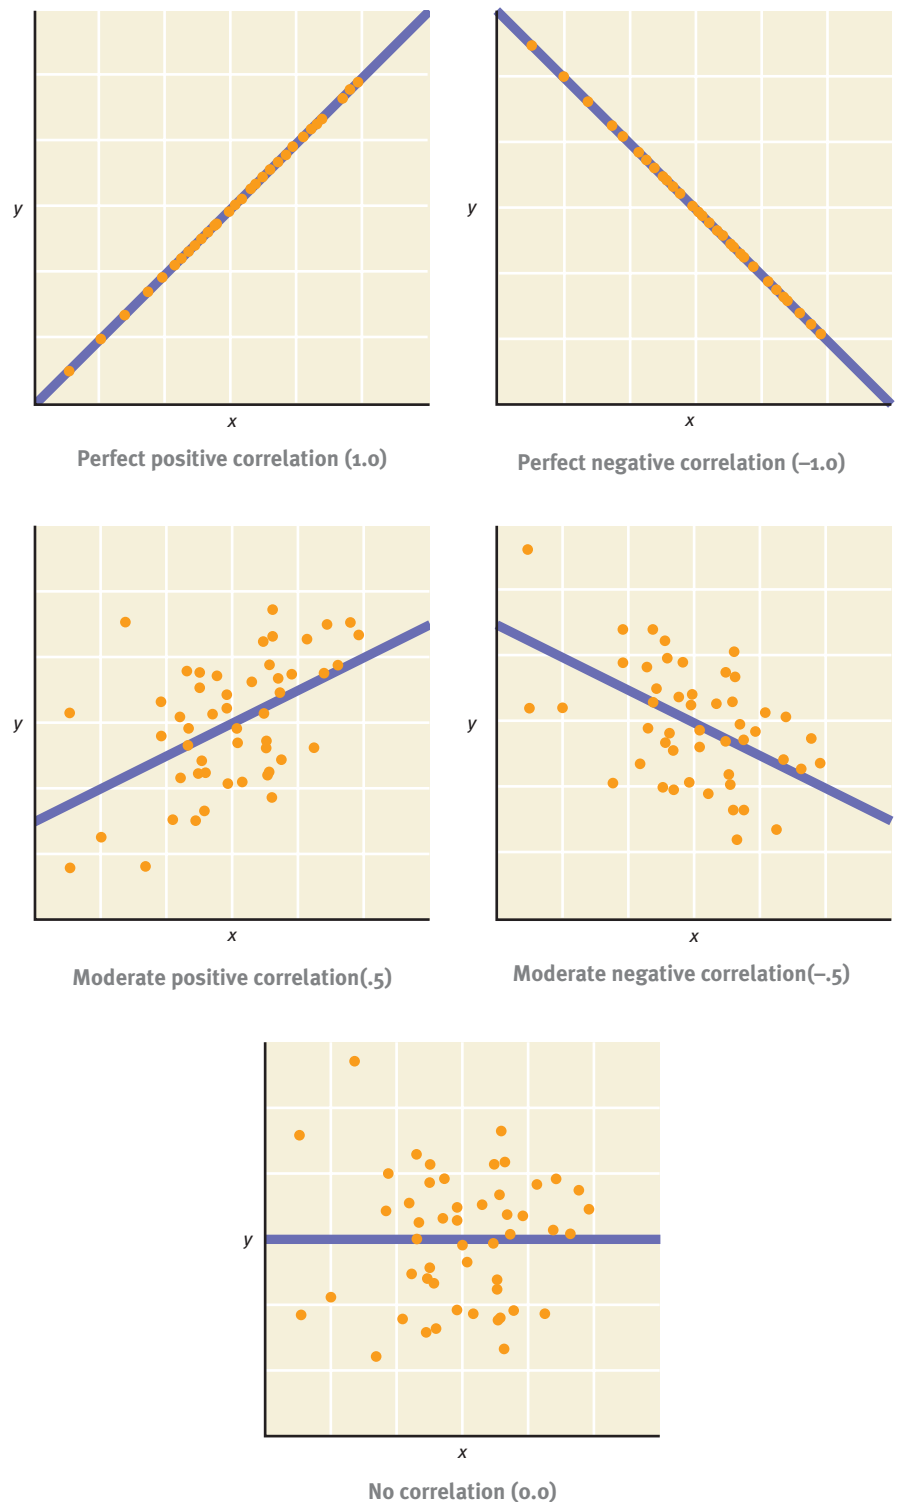 y
y
x
x
Perfect positive correlation (1.0)
Perfect negative correlation (–1.0)
y
y
x
x
Moderate positive correlation(.5)
Moderate negative correlation(–.5)
y
x
No correlation (0.0)